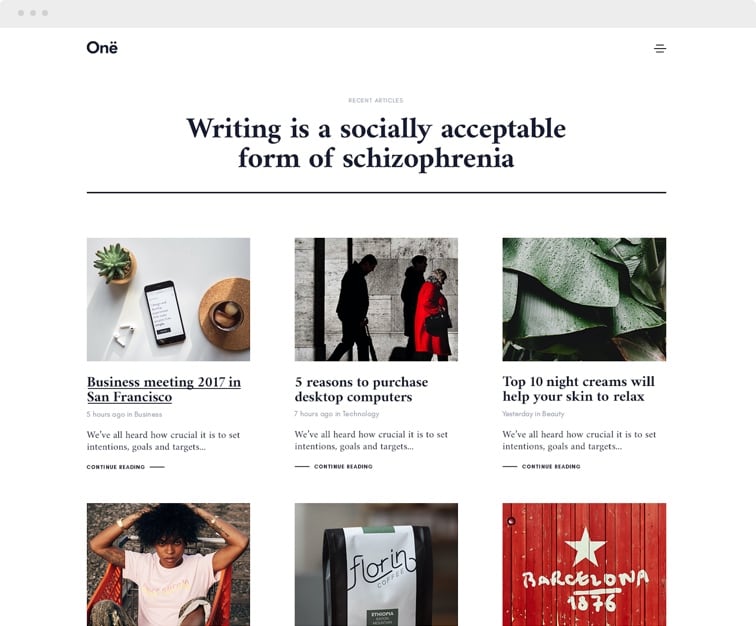 Onë
RECENT ARTICLES
Writing is a socially acceptable
form of schizophrenia
Business meeting 2017 in
San Francisco
5 hours ago in Business
We've all heard how crucial it is to set
intentions, goals and targets...
CONTINUE READING
5 reasons to purchase
desktop computers
7 hours ago in Technology
We've all heard how crucial it is to set
intentions, goals and targets...
CONTINUE READING
Top 10 night creams will
help your skin to relax
Yesterday in Beauty
We've all heard how crucial it is to set
intentions, goals and targets...
CONTINUE READING
florin
COFFEE
ETHIOPIA
BARCELONA
1876